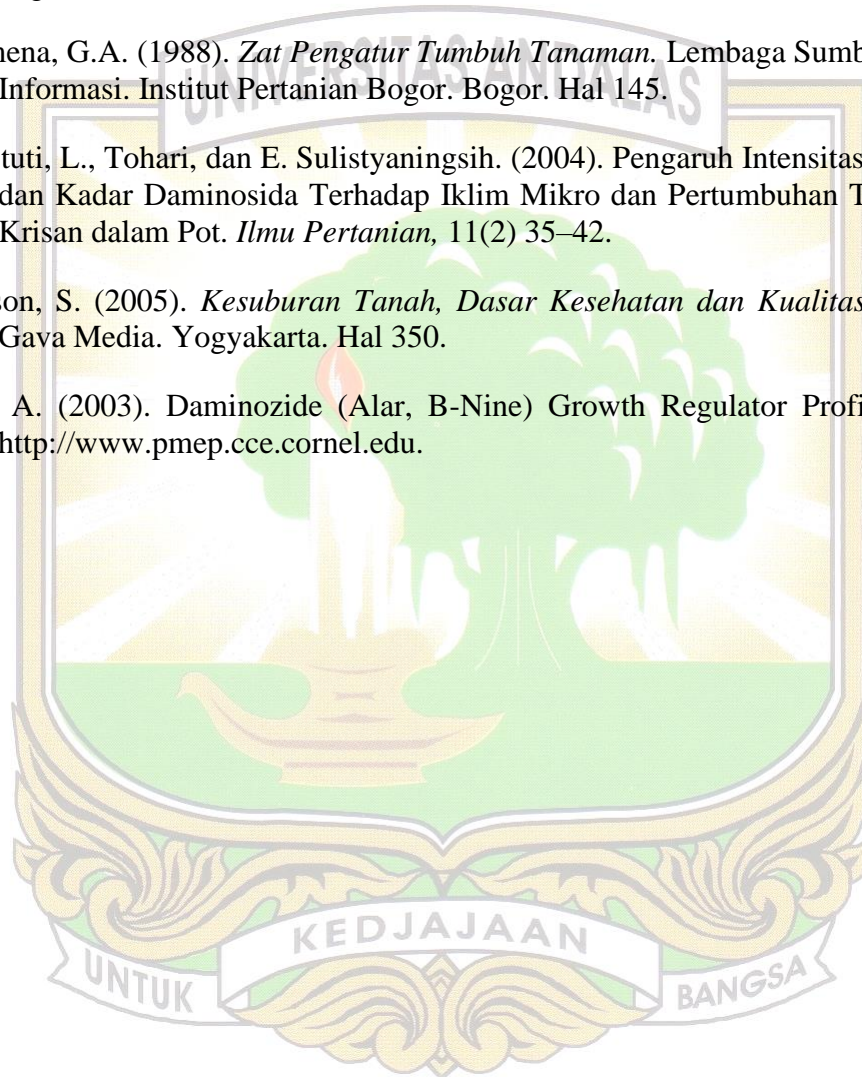 nena, G.A. (1988). Zat Pengatur Tumbuh Tanaman. Lembaga Sumb
Informasi. Institut Pertanian Bogor. Bogor. Hal 145.
tuti, L., Tohari, dan E. Sulistyaningsih. (2004). Pengaruh Intensitas
dan Kadar Daminosida Terhadap Iklim Mikro dan Pertumbuhan T
Krisan dalam Pot. Ilmu Pertanian, 11(2) 35–42.
son, S. (2005). Kesuburan Tanah, Dasar Kesehatan dan Kualitas
Gava Media. Yogyakarta. Hal 350.
A. (2003). Daminozide (Alar, B-Nine) Growth Regulator Profi
http://www.pmep.cce.cornel.edu.
UNIVERSITAS ANDALAS
KEDJAJAAN
UNTUK
BANGSA